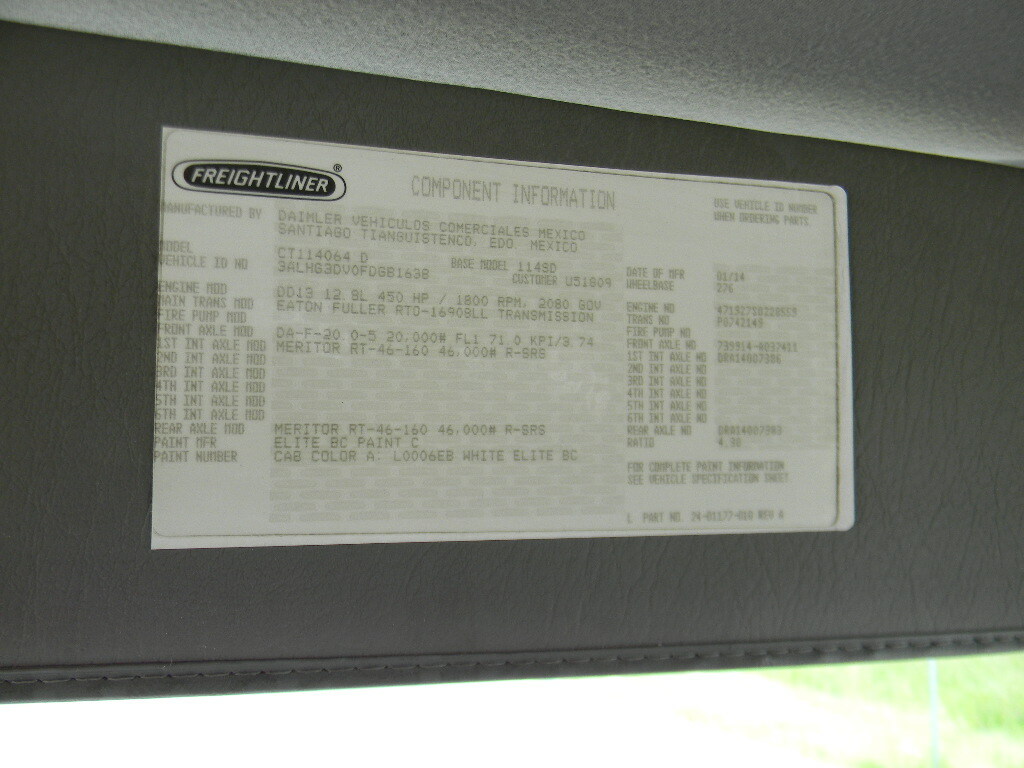 FREIGHTLINER®
COMPONENT INFORMATION
USE VEHICLE ID NUMBER
WHEN ORDERING PARTS
MANUFACTURED BY DAIMLER VEHICULOS COMERCIALES MEXICO
SANTIAGO TIANGUISTENCO, EDO. MEXICO
MODEL CT114064 D BASE MODEL 114SD
VEHICLE ID NO 3ALHG3DV0FDGB1638 CUSTOMER U51809
DATE OF MFR 01/14
WHEELBASE 276
ENGINE MOD DD13 12.8L 450 HP / 1800 RPM, 2080 GOV
MAIN TRANS MOD EATON FULLER RTO-16908LL TRANSMISSION
FIRE PUMP MOD
FRONT AXLE MOD DA-F-20.0-5 20,000# FL1 71.0 KPI/3.74
1ST INT AXLE MOD MERITOR RT-46-160 46,000# R-SRS
2ND INT AXLE MOD
3RD INT AXLE MOD
4TH INT AXLE MOD
5TH INT AXLE MOD
6TH INT AXLE MOD
REAR AXLE MOD MERITOR RT-46-160 46,000# R-SRS
PAINT MFR ELITE BC PAINT C
PAINT NUMBER CAB COLOR A: L0006EB WHITE ELITE BC
ENGINE NO
TRANS NO
FIRE PUMP NO
FRONT AXLE NO
1ST INT AXLE NO
2ND INT AXLE NO
3RD INT AXLE NO
4TH INT AXLE NO
5TH INT AXLE NO
6TH INT AXLE NO
REAR AXLE NO
RATIO 4.30
FOR COMPLETE PAINT INFORMATION
SEE VEHICLE SPECIFICATION SHEET
L PART NO. 24-01177-010 REV A